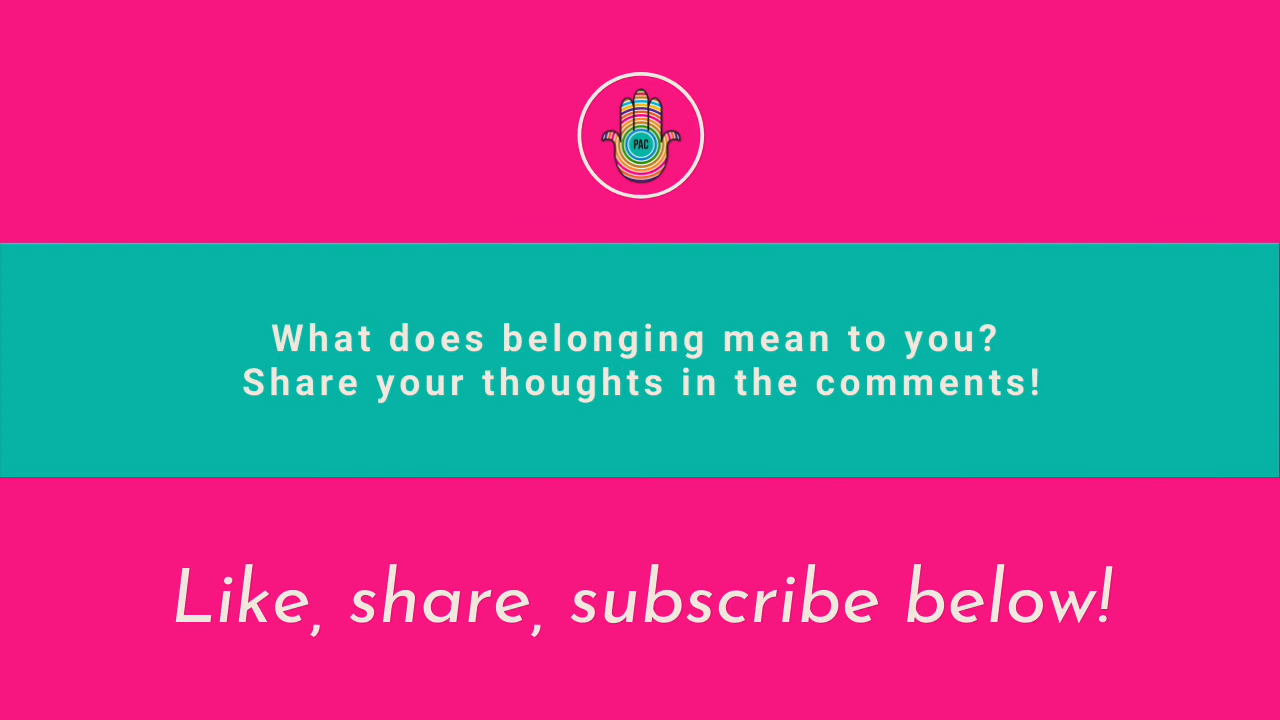 PAC
What does belonging mean to you?
Share your thoughts in the comments!
Like, share, subscribe below!